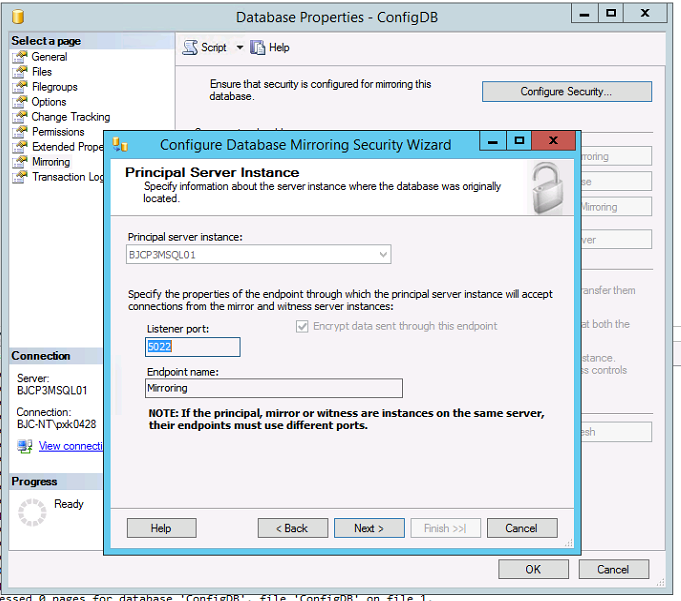 Database Properties - ConfigDB
Select a page
General
Files
Filegroups
Options
Change Tracking
Permissions
Extended Prope
Mirroring
Transaction Log
Script
Help
Ensure that security is configured for mirroring this
database.
Configure Security...
Configure Database Mirroring Security Wizard
Principal Server Instance
Specify information about the server instance where the database was originally
located.
Principal server instance:
BJCP3MSQL01
Specify the properties of the endpoint through which the principal server instance will accept
connections from the mirror and witness server instances:
Listener port:
Encrypt data sent through this endpoint
5022
Endpoint name:
Mirroring
NOTE: If the principal, mirror or witness are instances on the same server,
their endpoints must use different ports.
Help
< Back
Next >
Finish >>|
Cancel
rroring
Mirroring
ansfer them
at both the
stance.
ss controls
esh
Connection
Server:
BJCP3MSQL01
Connection:
BJC-NT\pxk0428
View connecti
Progress
Ready
OK
Cancel
essed 0 pages for database 'ConfigDB', file 'ConfigDB' on file 1.